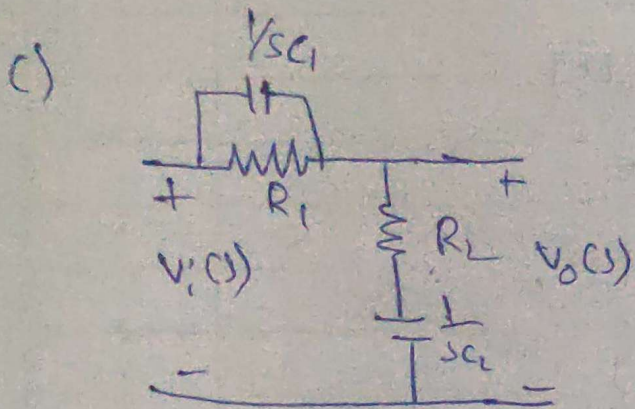 C)
1/SC1
+
R1
+
R2
Vi(s)
Vo(s)
1/SC2
-
-